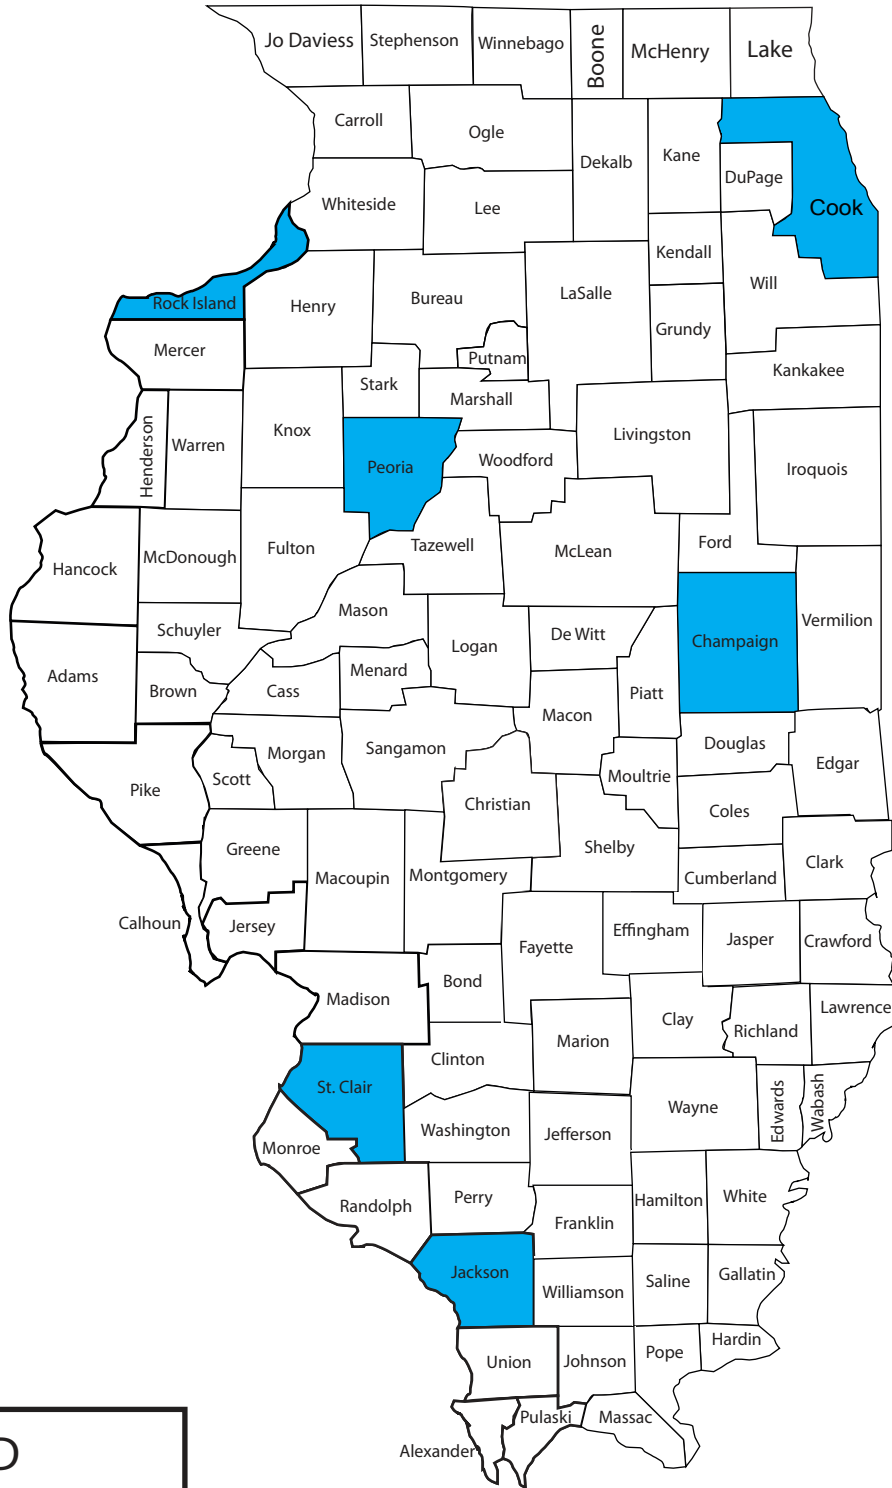 Jo Daviess
Stephenson
Winnebago
Boone
McHenry
Lake
Carroll
Ogle
Dekalb
Kane
DuPage
Cook
Whiteside
Lee
Kendall
Will
Rock Island
Henry
Bureau
LaSalle
Grundy
Mercer
Putnam
Kankakee
Stark
Marshall
Henderson
Warren
Knox
Peoria
Woodford
Livingston
Iroquois
Hancock
McDonough
Fulton
Tazewell
McLean
Ford
Mason
Schuyler
Logan
De Witt
Champaign
Vermilion
Adams
Brown
Cass
Menard
Piatt
Macon
Morgan
Sangamon
Douglas
Edgar
Pike
Scott
Moultrie
Christian
Coles
Greene
Macoupin
Montgomery
Shelby
Cumberland
Clark
Calhoun
Jersey
Fayette
Effingham
Jasper
Crawford
Madison
Bond
Marion
Clay
Richland
Lawrence
St. Clair
Clinton
Wayne
Edwards
Wabash
Monroe
Washington
Jefferson
Randolph
Perry
Hamilton
White
Franklin
Jackson
Williamson
Saline
Gallatin
Union
Johnson
Pope
Hardin
Pulaski
Massac
Alexander
D